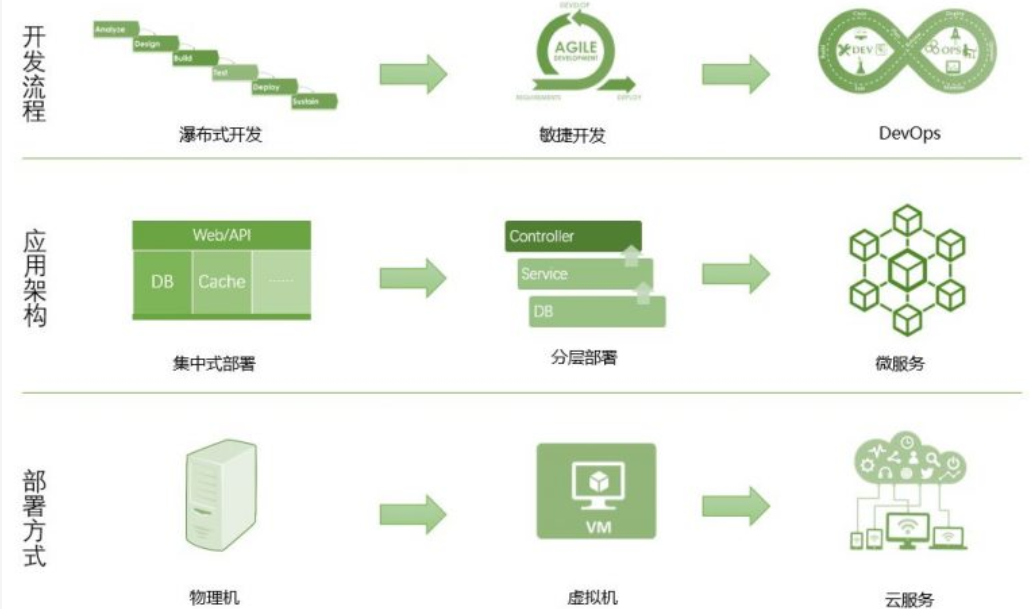 开发流程
Analyze
Design
Build
Test
Deploy
Sustain
瀑布式开发
DEVELOP
AGILE
DEVELOPMENT
REQUIREMENTS
DEPLOY
敏捷开发
DEV
OPS
DevOps
应用架构
Web/API
DB
Cache
......
集中式部署
Controller
Service
DB
分层部署
微服务
部署方式
物理机
VM
虚拟机
云服务